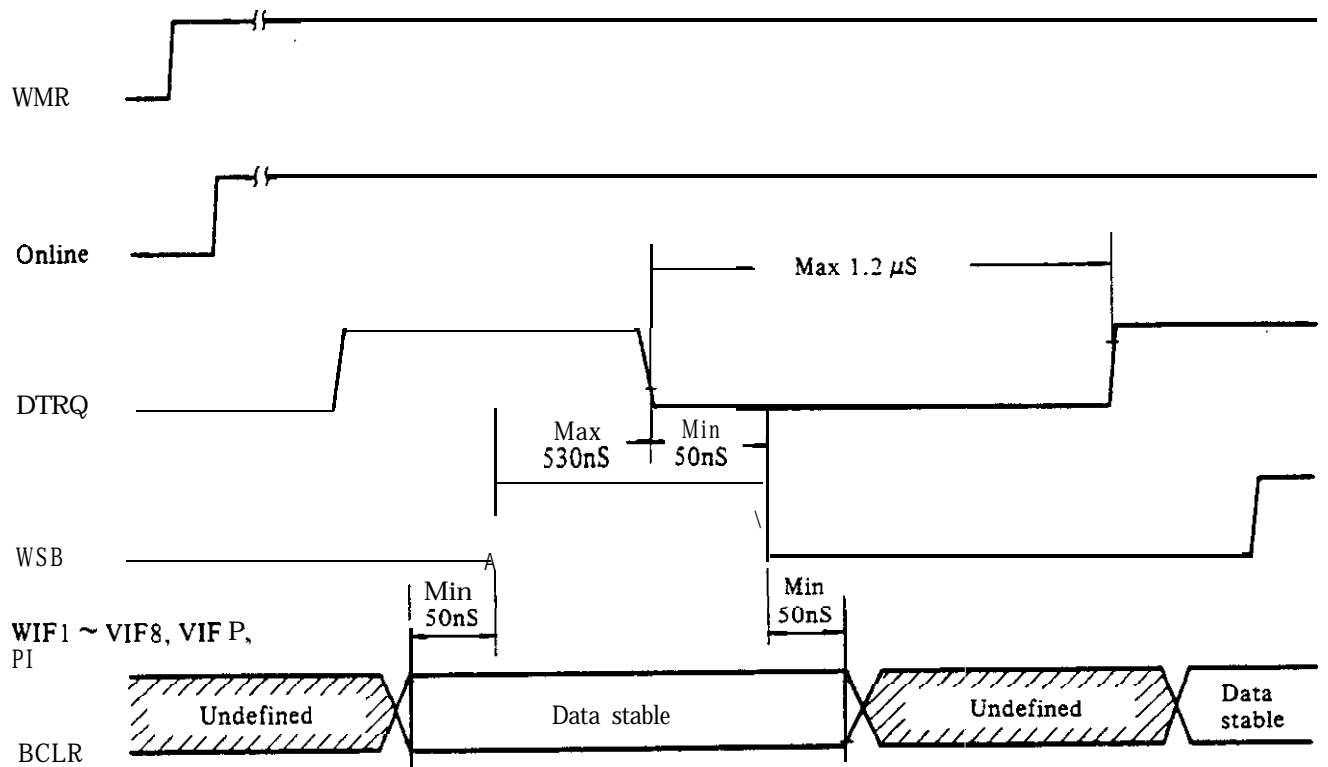 WMR
Online
Max 1.2 μS
DTRQ
Max
530nS
Min
50nS
WSB
Min
50nS
Min
50nS
WIF1 ~ VIF8, VIF P,
PI
Undefined
Data stable
Undefined
Data
stable
BCLR